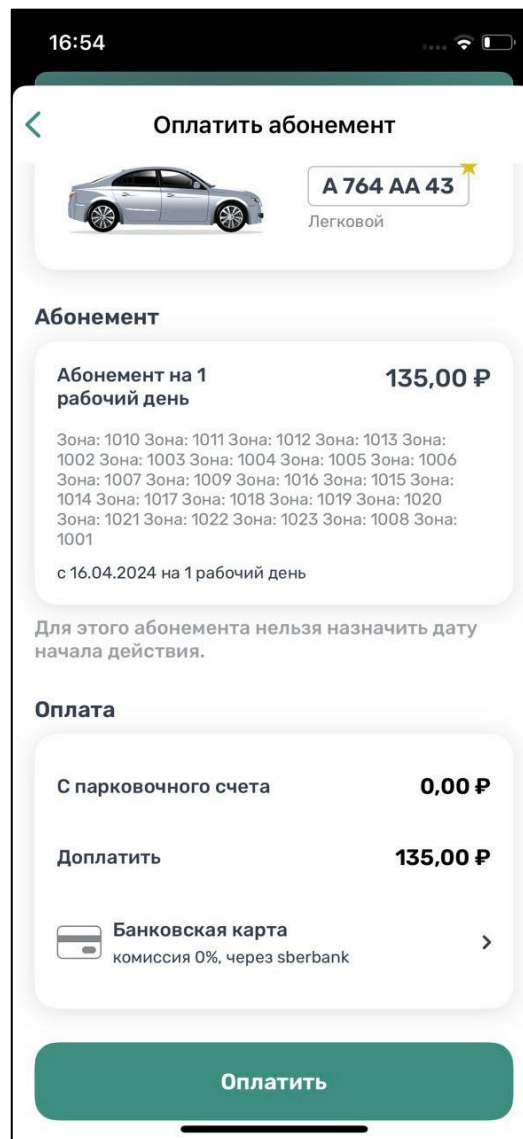 16:54
Оплатить абонемент
А 764 АА 43
Легковой
Абонемент
Абонемент на 1
рабочий день
135,00 ₽
Зона: 1010 Зона: 1011 Зона: 1012 Зона: 1013 Зона:
1002 Зона: 1003 Зона: 1004 Зона: 1005 Зона: 1006
Зона: 1007 Зона: 1009 Зона: 1016 Зона: 1015 Зона:
1014 Зона: 1017 Зона: 1018 Зона: 1019 Зона: 1020
Зона: 1021 Зона: 1022 Зона: 1023 Зона: 1008 Зона:
1001
с 16.04.2024 на 1 рабочий день
Для этого абонемента нельзя назначить дату
начала действия.
Оплата
С парковочного счета 0,00 ₽
Доплатить 135,00 ₽
Банковская карта
комиссия 0%, через sberbank
Оплатить